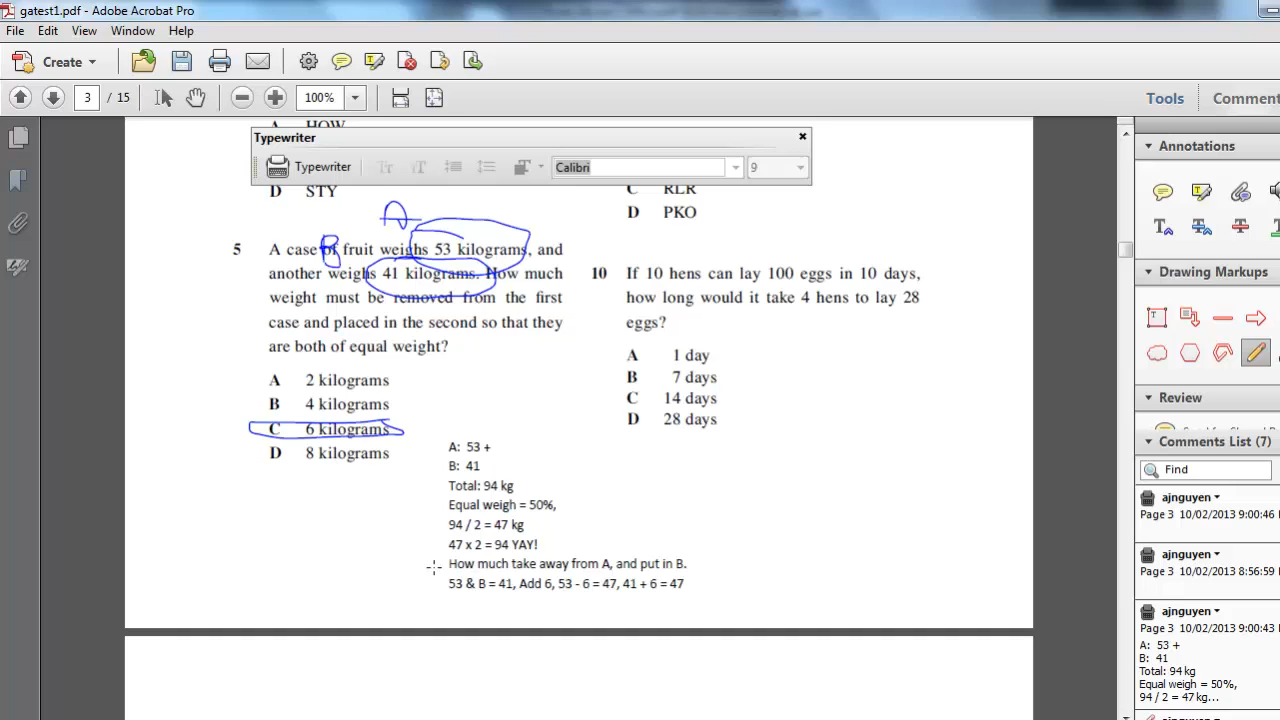 gatest1.pdf - Adobe Acrobat Pro
File Edit View Window Help
Create
3 / 15 100% Tools Comment
A HOW
Typewriter
Typewriter Calibri 9
D STY
C RLR
D PKO
A
B
5 A case of fruit weighs 53 kilograms, and
another weighs 41 kilograms. How much
weight must be removed from the first
case and placed in the second so that they
are both of equal weight?
A 2 kilograms
B 4 kilograms
C 6 kilograms
D 8 kilograms
A: 53 +
B: 41
Total: 94 kg
Equal weigh = 50%,
94 / 2 = 47 kg
47 x 2 = 94 YAY!
How much take away from A, and put in B.
53 & B = 41, Add 6, 53 - 6 = 47, 41 + 6 = 47
10 If 10 hens can lay 100 eggs in 10 days,
how long would it take 4 hens to lay 28
eggs?
A 1 day
B 7 days
C 14 days
D 28 days
Annotations
Drawing Markups
Review
Comments List (7)
Find
ajnguyen
Page 3 10/02/2013 9:00:46
ajnguyen
Page 3 10/02/2013 8:56:59
ajnguyen
Page 3 10/02/2013 9:00:43
A: 53 +
B: 41
Total: 94 kg
Equal weigh = 50%,
94 / 2 = 47 kg...
ajnguyen